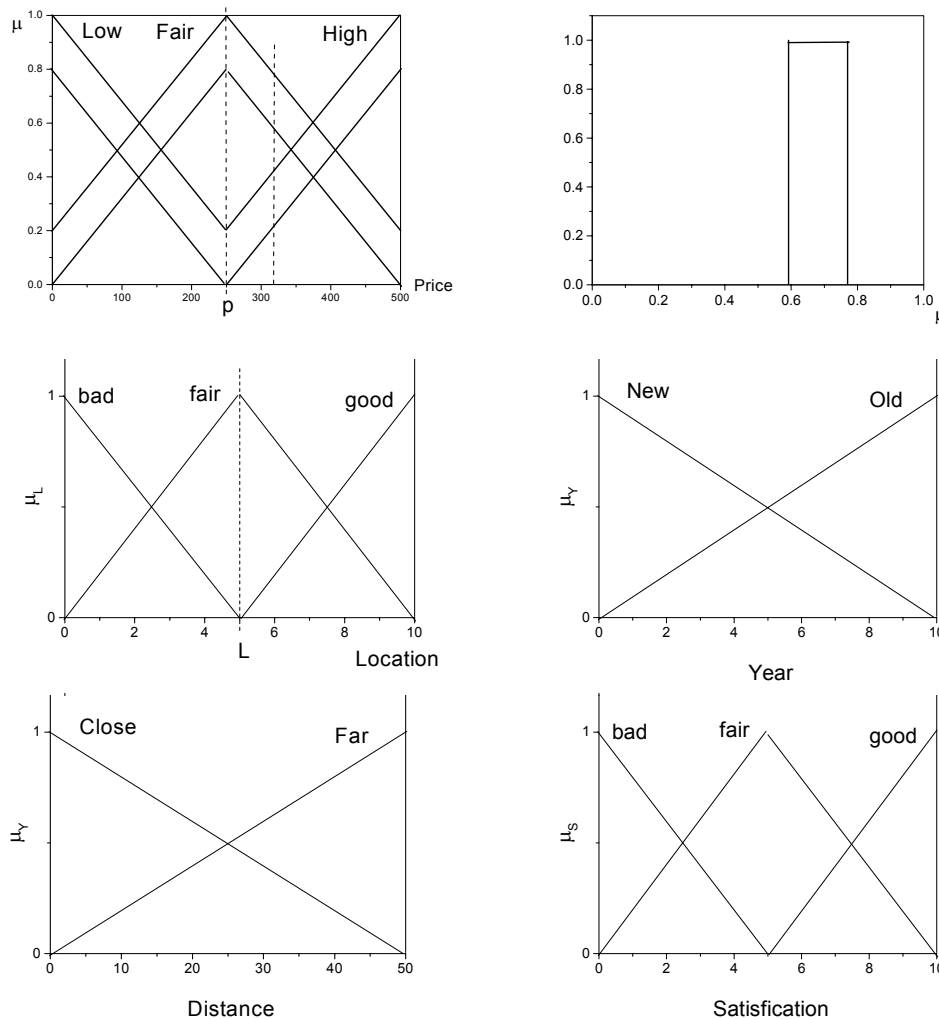 μ
Low Fair High
1.0
0.8
0.6
0.4
0.2
0.0
0 100 200 300 400 500
Price
p
1.0
0.8
0.6
0.4
0.2
0.0
0.0 0.2 0.4 0.6 0.8 1.0
μ
bad fair good
1
μL
0
0 2 4 6 8 10
L
Location
New Old
1
μY
0
0 2 4 6 8 10
Year
Close Far
1
μY
0
0 10 20 30 40 50
Distance
bad fair good
1
μS
0
0 2 4 6 8 10
Satisfication